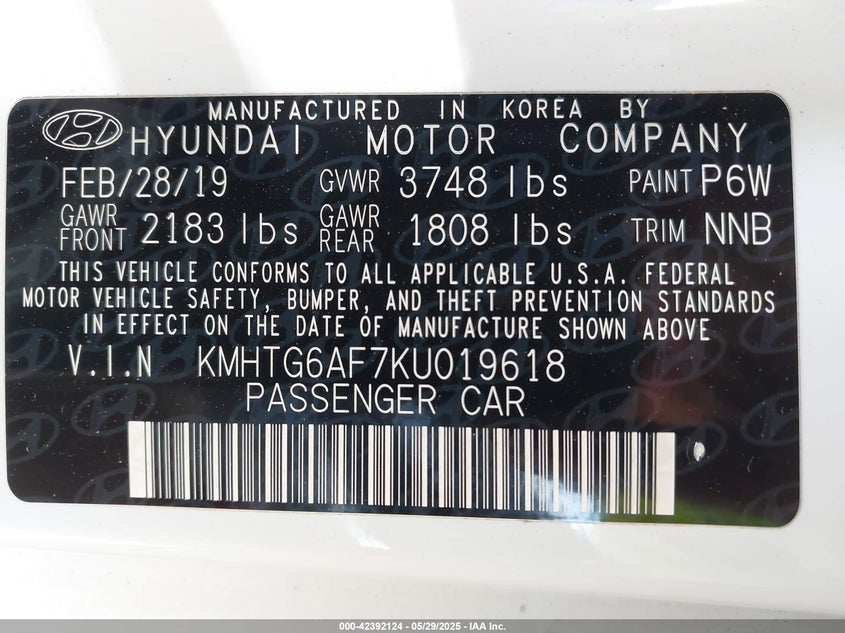 MANUFACTURED IN KOREA BY
HYUNDAI MOTOR COMPANY
FEB/28/19 GVWR 3748 lbs PAINT P6W
GAWR FRONT 2183 lbs GAWR REAR 1808 lbs TRIM NNB
THIS VEHICLE CONFORMS TO ALL APPLICABLE U.S.A. FEDERAL
MOTOR VEHICLE SAFETY, BUMPER, AND THEFT PREVENTION STANDARDS
IN EFFECT ON THE DATE OF MANUFACTURE SHOWN ABOVE
V.I.N KMHTG6AF7KU019618
PASSENGER CAR
000-42392124 - 05/29/2025 - IAA Inc.